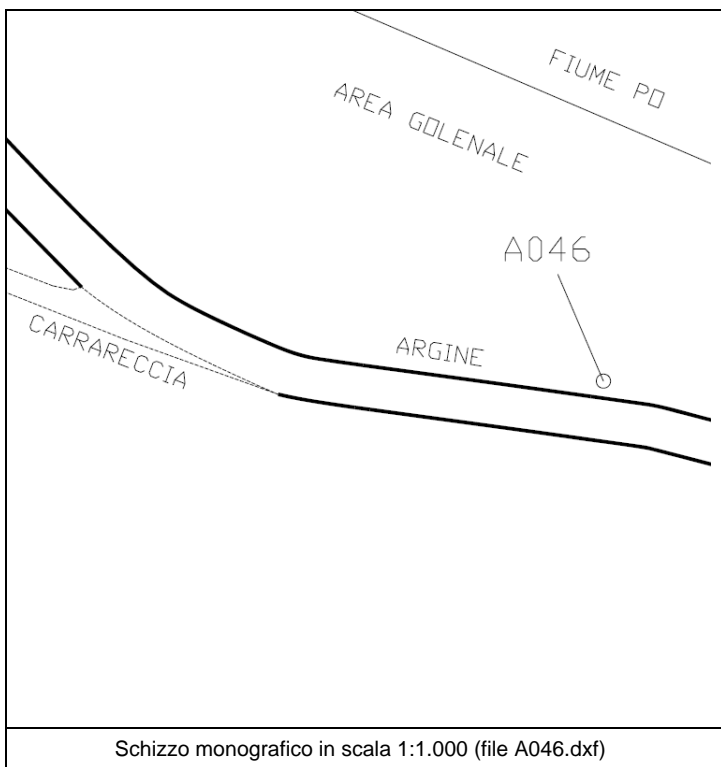 FIUME PO
AREA GOLENALE
A046
ARGINE
CARRARECCIA
Schizzo monografico in scala 1:1.000 (file A046.dxf)